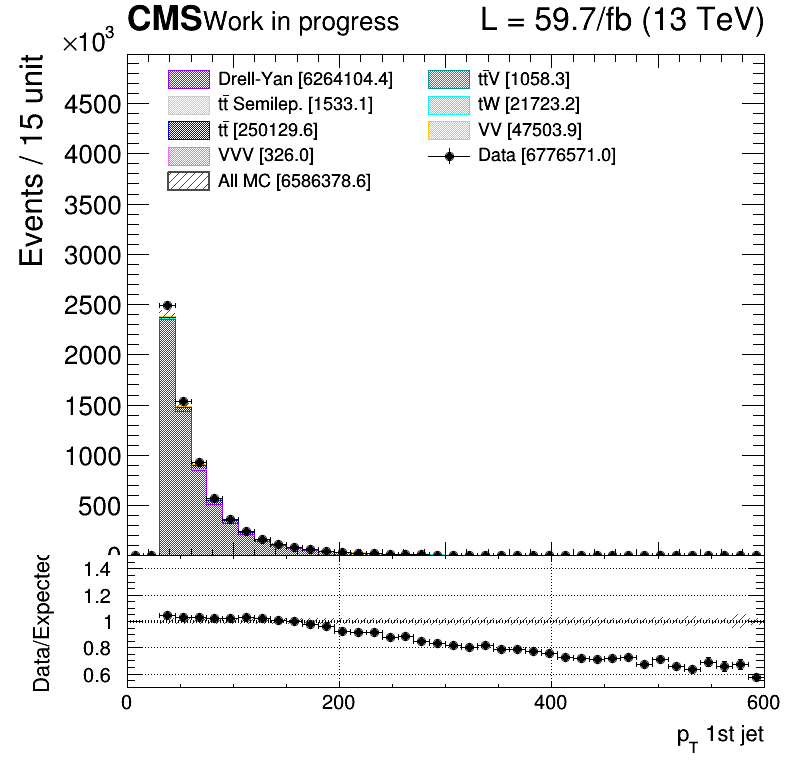 CMS Work in progress L = 59.7/fb (13 TeV)
×10³
Drell-Yan [6264104.4] tt̄V [1058.3]
tt̄ Semilep. [1533.1] tW [21723.2]
tt̄ [250129.6] VV [47503.9]
VVV [326.0] Data [6776571.0]
All MC [6586378.6]
Events / 15 unit
4500
4000
3500
3000
2500
2000
1500
1000
500
0
Data/Expected
1.4
1.2
1
0.8
0.6
0 200 400 600
p_T 1st jet